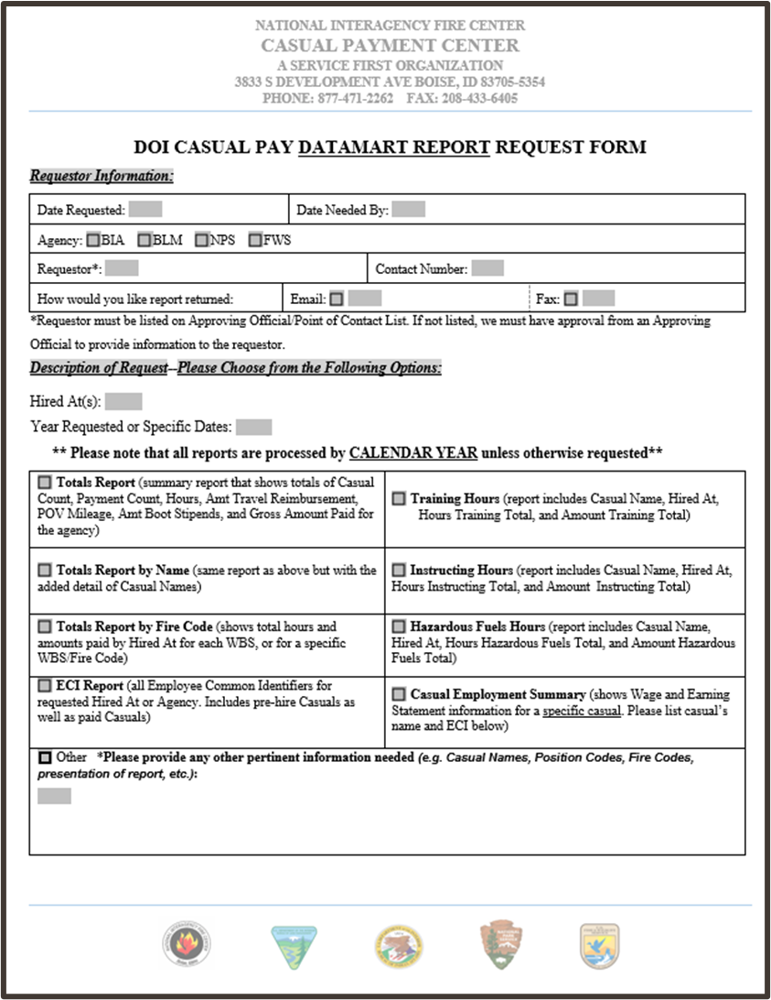 NATIONAL INTERAGENCY FIRE CENTER
CASUAL PAYMENT CENTER
A SERVICE FIRST ORGANIZATION
3833 S DEVELOPMENT AVE BOISE, ID 83705-5354
PHONE: 877-471-2262 FAX: 208-433-6405
DOI CASUAL PAY DATAMART REPORT REQUEST FORM
Requestor Information:
Date Requested:
Date Needed By:
Agency: BIA BLM NPS FWS
Requestor*:
Contact Number:
How would you like report returned:
Email:
Fax:
*Requestor must be listed on Approving Official/Point of Contact List. If not listed, we must have approval from an Approving
Official to provide information to the requestor.
Description of Request--Please Choose from the Following Options:
Hired At(s):
Year Requested or Specific Dates:
** Please note that all reports are processed by CALENDAR YEAR unless otherwise requested**
Totals Report (summary report that shows totals of Casual
Count, Payment Count, Hours, Amt Travel Reimbursement,
POV Mileage, Amt Boot Stipends, and Gross Amount Paid for
the agency)
Training Hours (report includes Casual Name, Hired At,
Hours Training Total, and Amount Training Total)
Totals Report by Name (same report as above but with the
added detail of Casual Names)
Instructing Hours (report includes Casual Name, Hired At,
Hours Instructing Total, and Amount Instructing Total)
Totals Report by Fire Code (shows total hours and
amounts paid by Hired At for each WBS, or for a specific
WBS/Fire Code)
Hazardous Fuels Hours (report includes Casual Name,
Hired At, Hours Hazardous Fuels Total, and Amount Hazardous
Fuels Total)
ECI Report (all Employee Common Identifiers for
requested Hired At or Agency. Includes pre-hire Casuals as
well as paid Casuals)
Casual Employment Summary (shows Wage and Earning
Statement information for a specific casual. Please list casual's
name and ECI below)
Other *Please provide any other pertinent information needed (e.g. Casual Names, Position Codes, Fire Codes,
presentation of report, etc.):